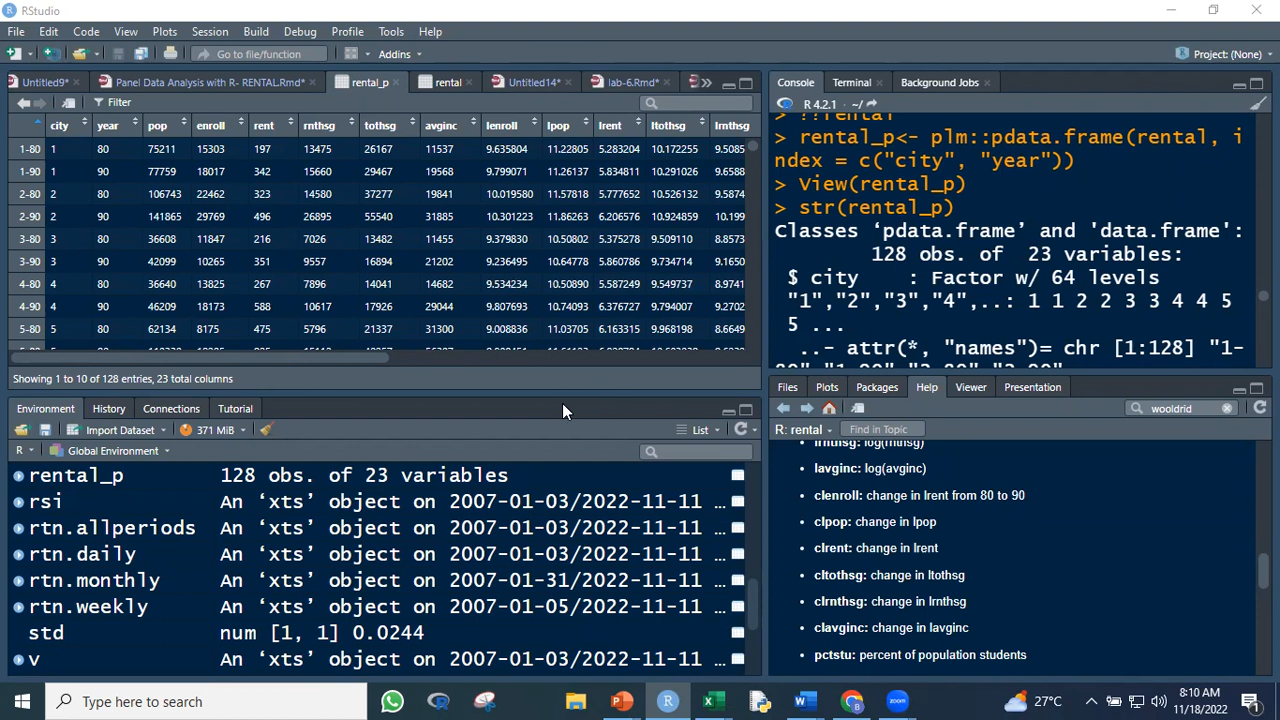 RStudio
File Edit Code View Plots Session Build Debug Profile Tools Help
Go to file/function Addins Project: (None)
Untitled9* Panel Data Analysis with R- RENTAL.Rmd* rental_p rental Untitled14* lab-6.Rmd*
Filter
city year pop enroll rent rnthsg tothsg avginc lenroll lpop lrent ltothsg lrnthsg
1-80 1 80 75211 15303 197 13475 26167 11537 9.635804 11.22805 5.283204 10.172255 9.5085
1-90 1 90 77759 18017 342 15660 29467 19568 9.799071 11.26137 5.834811 10.291026 9.6588
2-80 2 80 106743 22462 323 14580 37277 19841 10.019580 11.57818 5.777652 10.526132 9.5874
2-90 2 90 141865 29769 496 26895 55540 31885 10.301223 11.86263 6.206576 10.924859 10.199
3-80 3 80 36608 11847 216 7026 13482 11455 9.379830 10.50802 5.375278 9.509110 8.8573
3-90 3 90 42099 10265 351 9557 16894 21202 9.236495 10.64778 5.860786 9.734714 9.1650
4-80 4 80 36640 13825 267 7896 14041 14682 9.534234 10.50890 5.587249 9.549737 8.9741
4-90 4 90 46209 18173 588 10617 17926 29044 9.807693 10.74093 6.376727 9.794007 9.2702
5-80 5 80 62134 8175 475 5796 21337 31300 9.008836 11.03705 6.163315 9.968198 8.6649
Showing 1 to 10 of 128 entries, 23 total columns
Console Terminal Background Jobs
R 4.2.1 · ~/
> ??rental
> rental_p<- plm::pdata.frame(rental, i
ndex = c("city", "year"))
> View(rental_p)
> str(rental_p)
Classes ‘pdata.frame’ and 'data.frame':
128 obs. of 23 variables:
$ city : Factor w/ 64 levels
"1","2","3","4",..: 1 1 2 2 3 3 4 4 5
5 ...
..- attr(*, "names")= chr [1:128] "1-
Environment History Connections Tutorial
Import Dataset 371 MiB List
R Global Environment
rental_p 128 obs. of 23 variables
rsi An ‘xts’ object on 2007-01-03/2022-11-11 ...
rtn.allperiods An ‘xts’ object on 2007-01-03/2022-11-11 ...
rtn.daily An ‘xts’ object on 2007-01-03/2022-11-11 ...
rtn.monthly An ‘xts’ object on 2007-01-31/2022-11-11 ...
rtn.weekly An ‘xts’ object on 2007-01-05/2022-11-11 ...
std num [1, 1] 0.0244
v An ‘xts’ object on 2007-01-03/2022-11-11 ...
Files Plots Packages Help Viewer Presentation
wooldrid
R: rental Find in Topic
lrnthsg: log(rnthsg)
lavginc: log(avginc)
clenroll: change in lrent from 80 to 90
clpop: change in lpop
clrent: change in lrent
cltothsg: change in ltothsg
clrnthsg: change in lrnthsg
clavginc: change in lavginc
pctstu: percent of population students
Type here to search
27°C
8:10 AM
11/18/2022